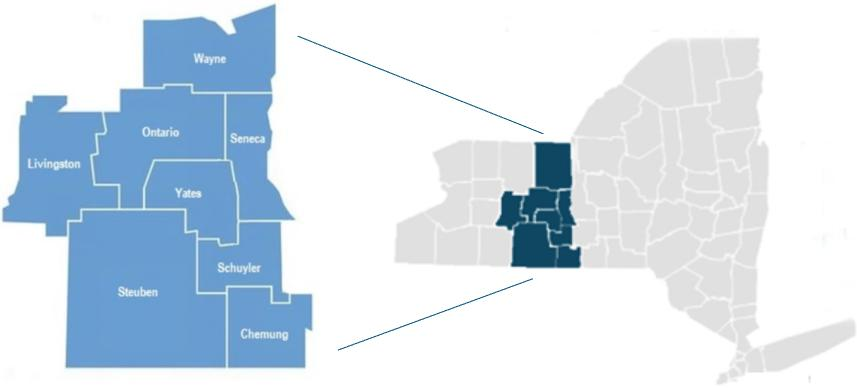 Wayne
Ontario
Seneca
Livingston
Yates
Schuyler
Steuben
Chemung